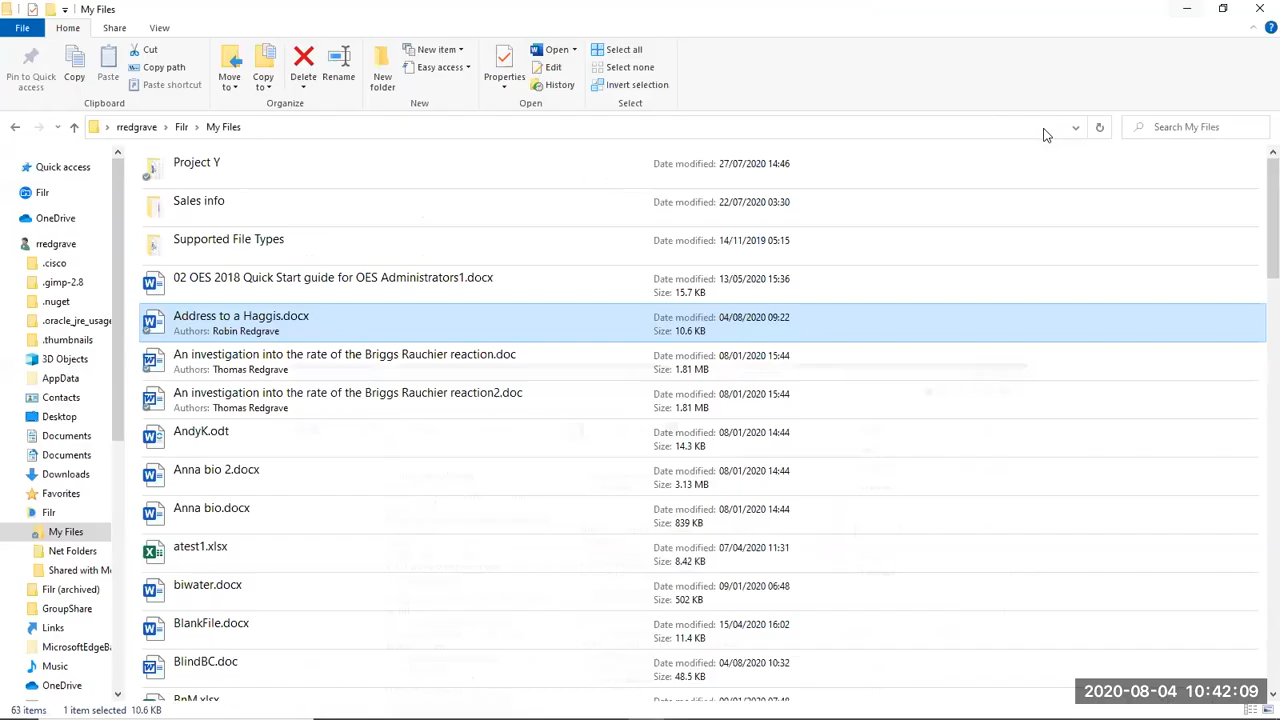 My Files
File Home Share View
Pin to Quick access
Copy
Paste
Cut
Copy path
Paste shortcut
Clipboard
Move to
Copy to
Delete
Rename
Organize
New folder
New item
Easy access
New
Properties
Open
Edit
History
Open
Select all
Select none
Invert selection
Select
rredgrave > Filr > My Files
Search My Files
Quick access
Filr
OneDrive
rredgrave
.cisco
.gimp-2.8
.nuget
.oracle_jre_usage
.thumbnails
3D Objects
AppData
Contacts
Desktop
Documents
Documents
Downloads
Favorites
Filr
My Files
Net Folders
Shared with M
Filr (archived)
GroupShare
Links
MicrosoftEdgeBa
Music
OneDrive
Project Y Date modified: 27/07/2020 14:46
Sales info Date modified: 22/07/2020 03:30
Supported File Types Date modified: 14/11/2019 05:15
02 OES 2018 Quick Start guide for OES Administrators1.docx Date modified: 13/05/2020 15:36
Size: 15.7 KB
Address to a Haggis.docx Date modified: 04/08/2020 09:22
Authors: Robin Redgrave Size: 10.6 KB
An investigation into the rate of the Briggs Rauchier reaction.doc Date modified: 08/01/2020 15:44
Authors: Thomas Redgrave Size: 1.81 MB
An investigation into the rate of the Briggs Rauchier reaction2.doc Date modified: 08/01/2020 15:44
Authors: Thomas Redgrave Size: 1.81 MB
AndyK.odt Date modified: 08/01/2020 14:44
Size: 14.3 KB
Anna bio 2.docx Date modified: 08/01/2020 14:44
Size: 3.13 MB
Anna bio.docx Date modified: 08/01/2020 14:44
Size: 839 KB
atest1.xlsx Date modified: 07/04/2020 11:31
Size: 8.42 KB
biwater.docx Date modified: 09/01/2020 06:48
Size: 502 KB
BlankFile.docx Date modified: 15/04/2020 16:02
Size: 11.4 KB
BlindBC.doc Date modified: 04/08/2020 10:32
Size: 48.5 KB
BnM.xlsx
2020-08-04 10:42:09
63 items 1 item selected 10.6 KB